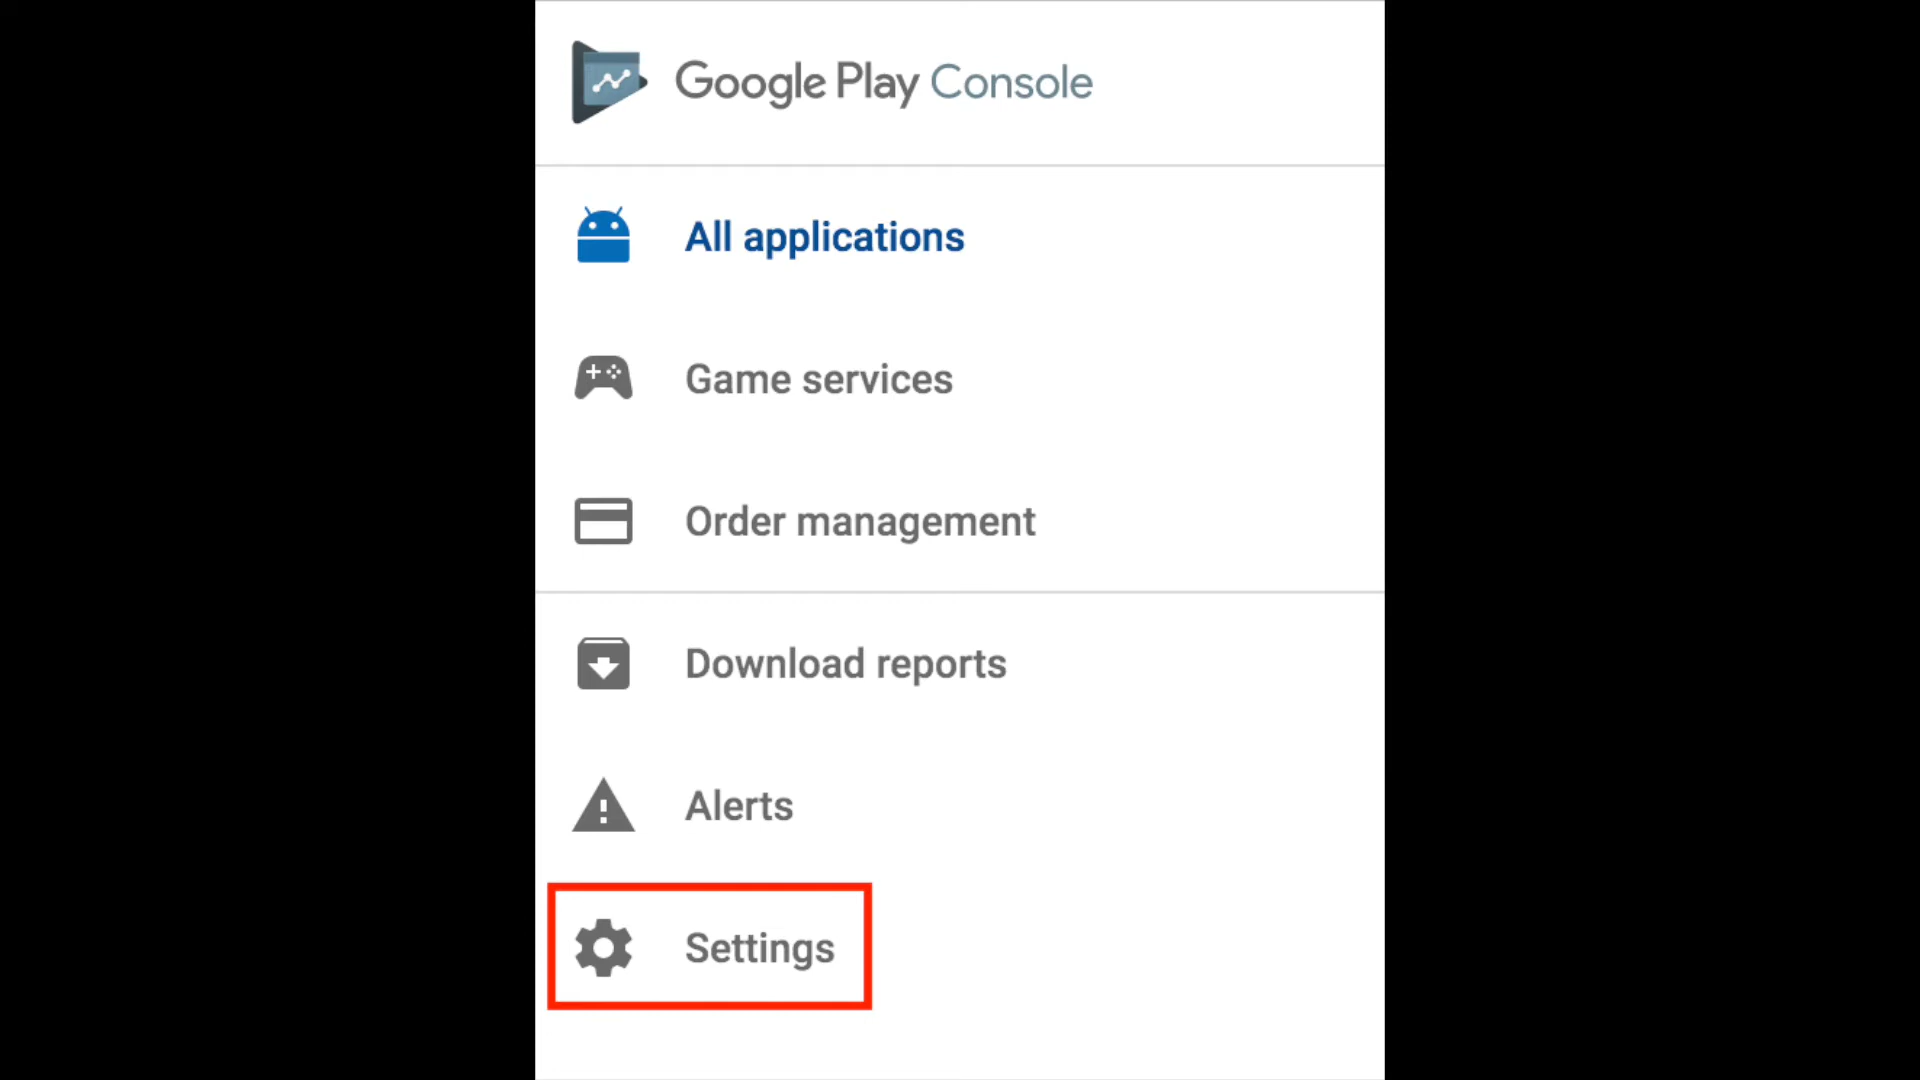 Google Play Console
All applications
Game services
Order management
Download reports
Alerts
Settings